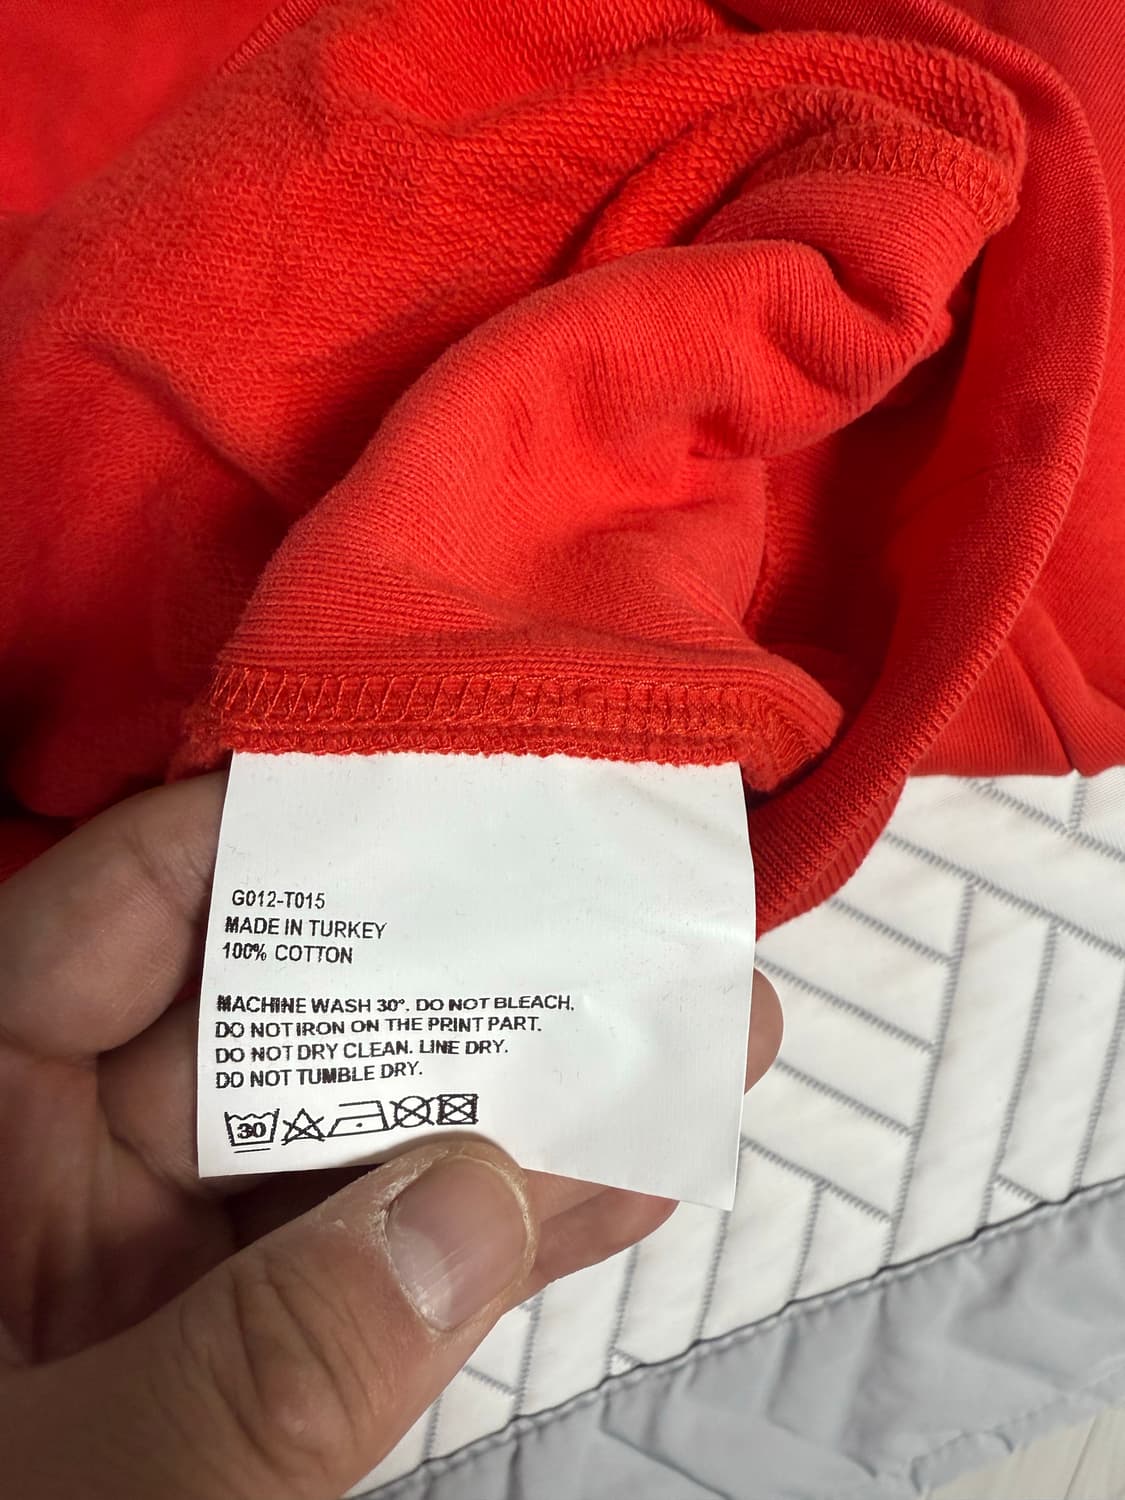 G012-T015
MADE IN TURKEY
100% COTTON
MACHINE WASH 30°. DO NOT BLEACH.
DO NOT IRON ON THE PRINT PART.
DO NOT DRY CLEAN. LINE DRY.
DO NOT TUMBLE DRY.
30